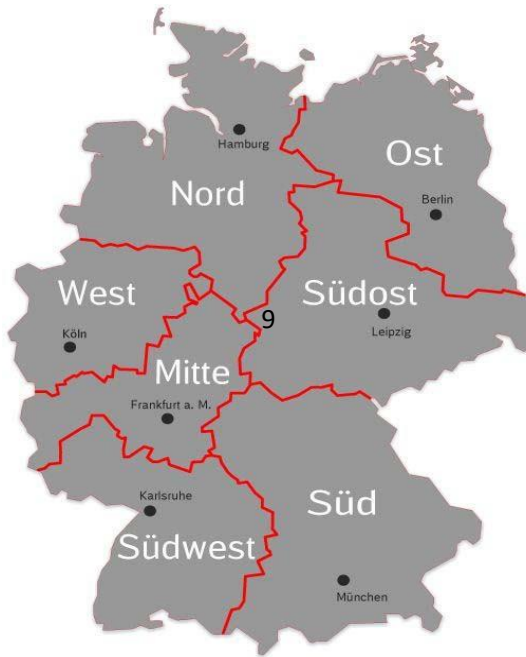 Hamburg
Ost
Nord
Berlin
West
Südost
9
Köln
Leipzig
Mitte
Frankfurt a. M.
Karlsruhe
Süd
Südwest
München